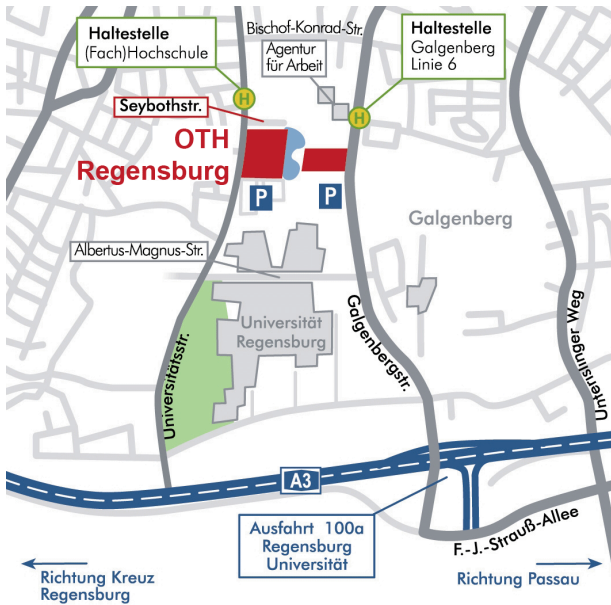 Bischof-Konrad-Str.
Haltestelle
(Fach)Hochschule
Agentur
für Arbeit
Haltestelle
Galgenberg
Linie 6
H
H
Seybothstr.
OTH
Regensburg
P
P
Galgenberg
Albertus-Magnus-Str.
Universität
Regensburg
Universitätsstr.
Galgenbergstr.
Unterislinger Weg
A3
Ausfahrt 100a
Regensburg
Universität
F.-J.-Strauß-Allee
Richtung Kreuz
Regensburg
Richtung Passau